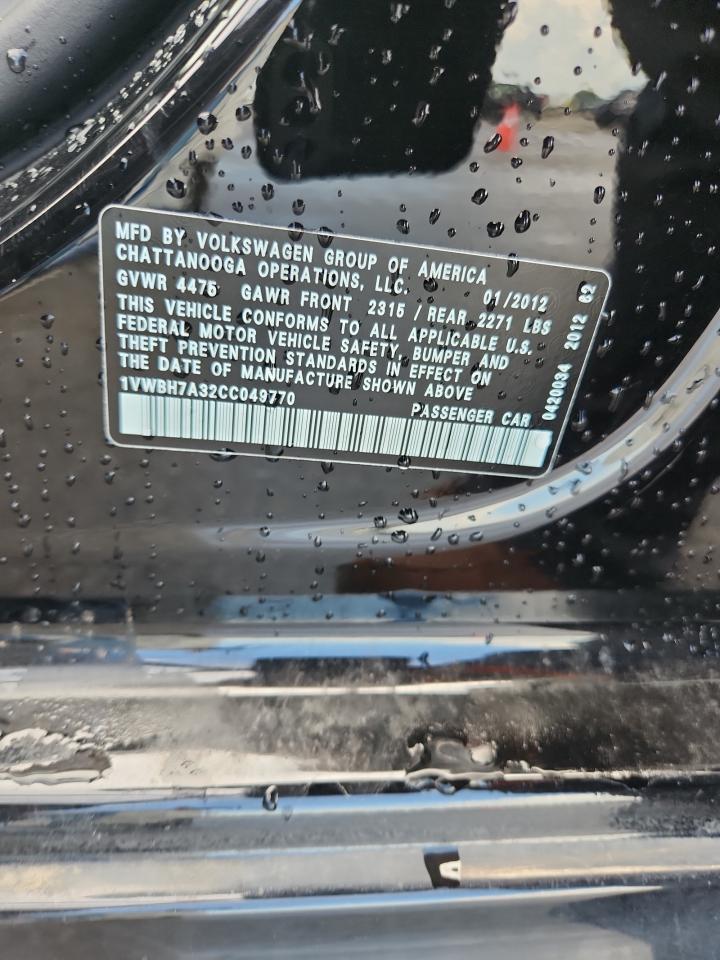 MFD BY VOLKSWAGEN GROUP OF AMERICA
CHATTANOOGA OPERATIONS, LLC. 01/2012
GVWR 4475 GAWR FRONT 2315 / REAR 2271 LBS
THIS VEHICLE CONFORMS TO ALL APPLICABLE U.S.
FEDERAL MOTOR VEHICLE SAFETY, BUMPER AND
THEFT PREVENTION STANDARDS IN EFFECT ON
THE DATE OF MANUFACTURE SHOWN ABOVE
1VWBH7A32CC049770 PASSENGER CAR
0420034 2012 62